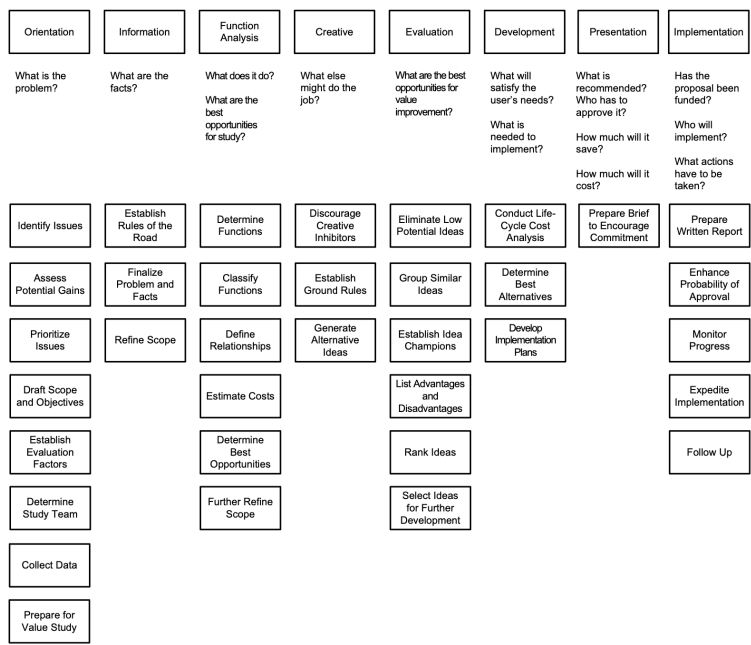 Orientation
Information
Function
Analysis
Creative
Evaluation
Development
Presentation
Implementation
What is the
problem?
What are the
facts?
What does it do?
What are the
best
opportunities
for study?
What else
might do the
job?
What are the best
opportunities for
value
improvement?
What will
satisfy the
user's needs?
What is
needed to
implement?
What is
recommended?
Who has to
approve it?
How much will it
save?
How much will it
cost?
Has the
proposal been
funded?
Who will
implement?
What actions
have to be
taken?
Identify Issues
Establish
Rules of the
Road
Determine
Functions
Discourage
Creative
Inhibitors
Eliminate Low
Potential Ideas
Conduct Life-
Cycle Cost
Analysis
Prepare Brief
to Encourage
Commitment
Prepare
Written Report
Assess
Potential Gains
Finalize
Problem and
Facts
Classify
Functions
Establish
Ground Rules
Group Similar
Ideas
Determine
Best
Alternatives
Enhance
Probability of
Approval
Prioritize
Issues
Refine Scope
Define
Relationships
Generate
Alternative
Ideas
Establish Idea
Champions
Develop
Implementation
Plans
Monitor
Progress
Draft Scope
and Objectives
Estimate Costs
List Advantages
and
Disadvantages
Expedite
Implementation
Establish
Evaluation
Factors
Determine
Best
Opportunities
Rank Ideas
Follow Up
Determine
Study Team
Further Refine
Scope
Select Ideas
for Further
Development
Collect Data
Prepare for
Value Study